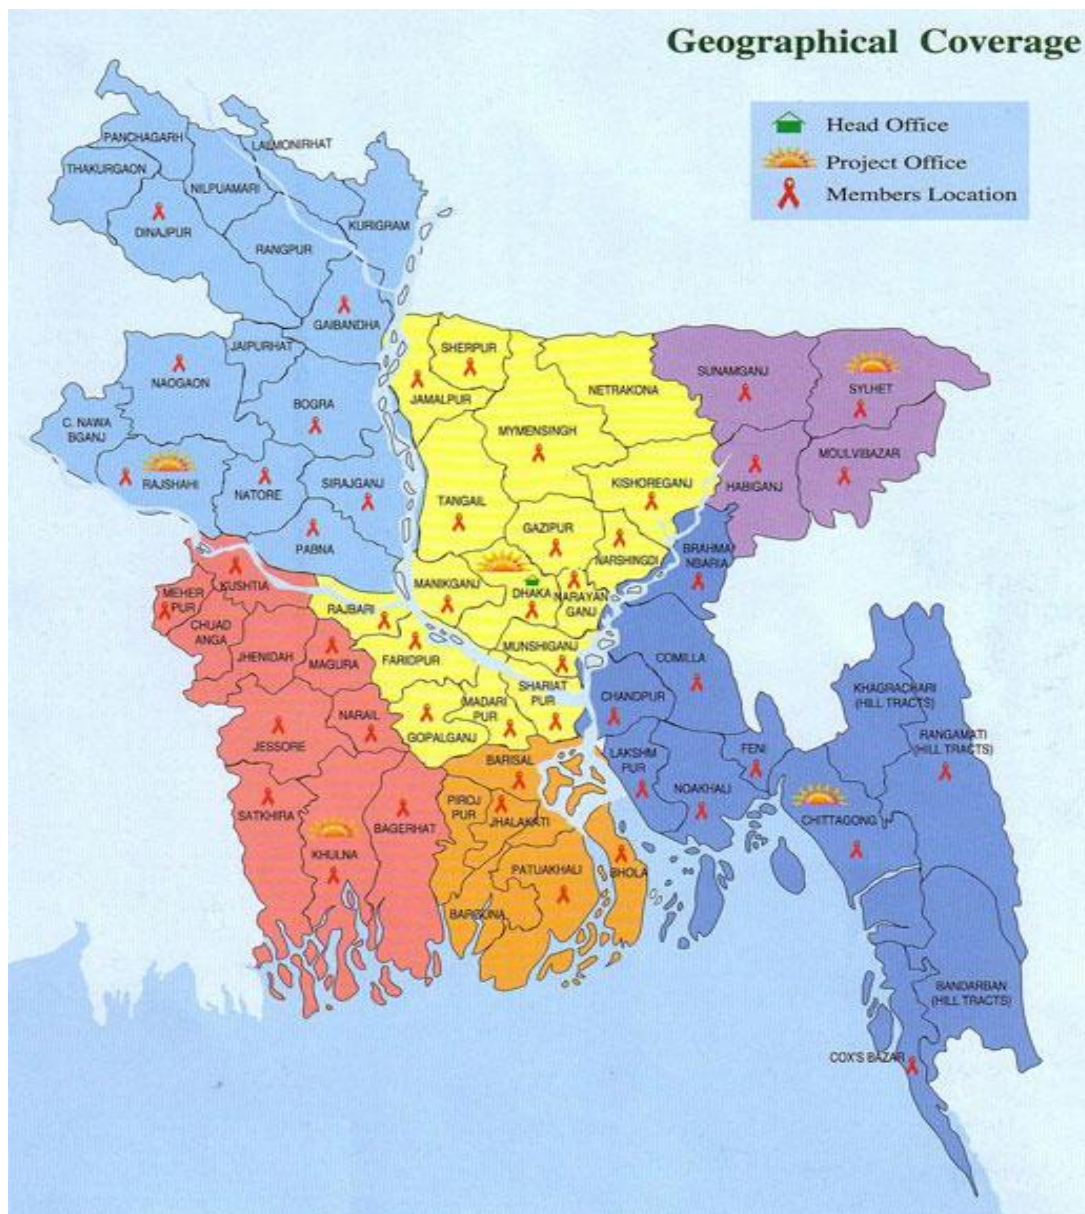 Geographical Coverage
Head Office
Project Office
Members Location
PANCHAGARH
LALMONIRHAT
THAKURGAON
NILPUAMARI
DINAJPUR
KURIGRAM
RANGPUR
GAIBANDHA
JAIPURHAT
NAOGAON
BOGRA
C. NAWA
BGANJ
RAJSHAHI
NATORE
SIRAJGANJ
PABNA
SHERPUR
JAMALPUR
NETRAKONA
MYMENSINGH
KISHOREGANJ
TANGAIL
GAZIPUR
NARSHINGDI
MANIKGANJ
DHAKA
NARAYAN
GANJ
RAJBARI
MUNSHIGANJ
FARIDPUR
SHARIAT
PUR
MADARI
PUR
GOPALGANJ
SUNAMGANJ
SYLHET
MOULVIBAZAR
HABIGANJ
BRAHMA
NBARIA
COMILLA
CHANDPUR
LAKSHM
PUR
FENI
NOAKHALI
KHAGRACHARI
(HILL TRACTS)
RANGAMATI
(HILL TRACTS)
CHITTAGONG
BANDARBAN
(HILL TRACTS)
COX'S BAZAR
KUSHTIA
MEHER
PUR
CHUAD
ANGA
JHENIDAH
MAGURA
NARAIL
JESSORE
SATKHIRA
BAGERHAT
KHULNA
BARISAL
PIROJ
PUR
JHALAKATI
PATUAKHALI
BHOLA
BARGUNA